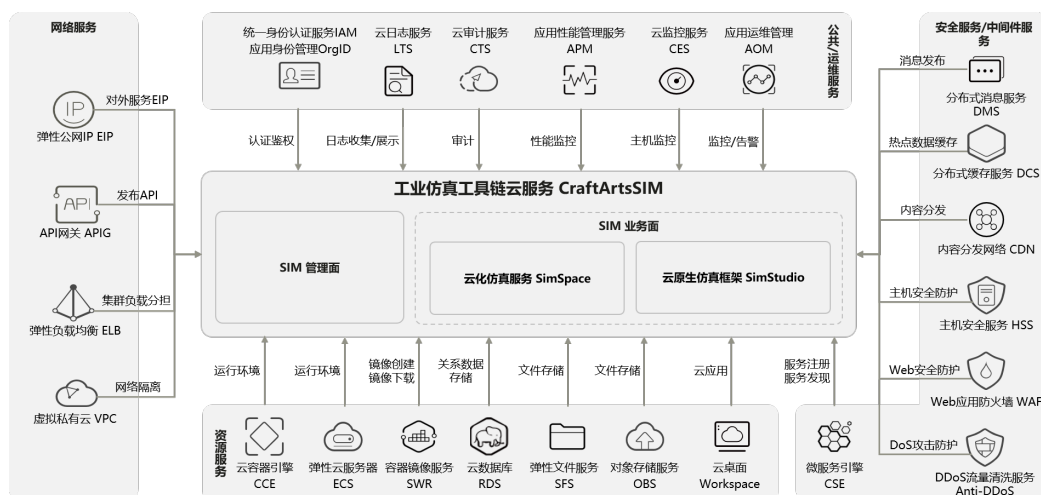 网络服务
对外服务EIP
弹性公网IP EIP
发布API
API
API网关 APIG
集群负载分担
弹性负载均衡 ELB
网络隔离
虚拟私有云 VPC
统一身份认证服务IAM
应用身份管理OrgID
云日志服务
LTS
云审计服务
CTS
应用性能管理服务
APM
云监控服务
CES
应用运维管理
AOM
公共/运维服务
认证鉴权
日志收集/展示
审计
性能监控
主机监控
监控/告警
工业仿真工具链云服务 CraftArtsSIM
SIM 管理面
SIM 业务面
云化仿真服务 SimSpace
云原生仿真框架 SimStudio
运行环境
运行环境
镜像创建
镜像下载
关系数据
存储
文件存储
文件存储
云应用
服务注册
服务发现
资源服务
云容器引擎
CCE
弹性云服务器
ECS
容器镜像服务
SWR
云数据库
RDS
弹性文件服务
SFS
对象存储服务
OBS
云桌面
Workspace
微服务引擎
CSE
安全服务/中间件服
务
消息发布
分布式消息服务
DMS
热点数据缓存
分布式缓存服务 DCS
内容分发
内容分发网络 CDN
主机安全防护
主机安全服务 HSS
Web安全防护
Web应用防火墙 WAF
DoS攻击防护
DDoS流量清洗服务
Anti-DDoS
IP